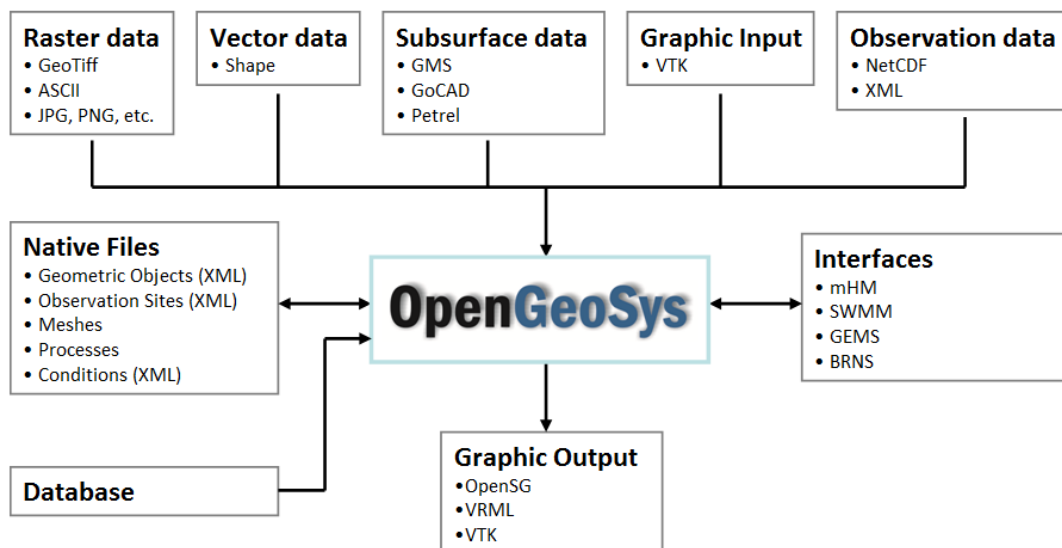 Raster data
• GeoTiff
• ASCII
• JPG, PNG, etc.
Vector data
• Shape
Subsurface data
• GMS
• GoCAD
• Petrel
Graphic Input
• VTK
Observation data
• NetCDF
• XML
Native Files
• Geometric Objects (XML)
• Observation Sites (XML)
• Meshes
• Processes
• Conditions (XML)
OpenGeoSys
Interfaces
• mHM
• SWMM
• GEMS
• BRNS
Database
Graphic Output
•OpenSG
•VRML
•VTK